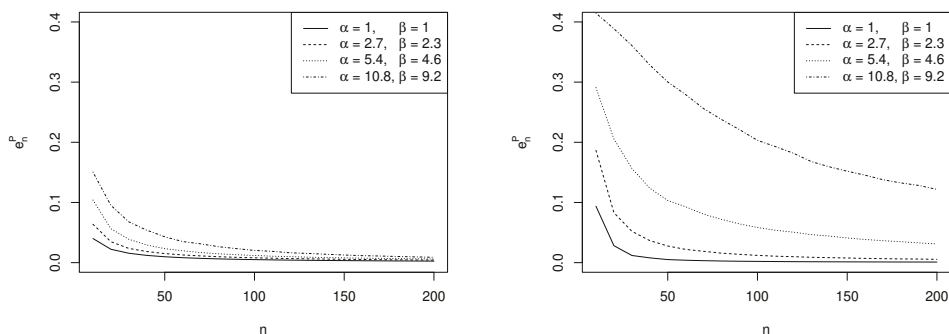 0.4
0.3
0.2
0.1
0.0
e_n^P
α = 1, β = 1
α = 2.7, β = 2.3
α = 5.4, β = 4.6
α = 10.8, β = 9.2
50 100 150 200
n
0.4
0.3
0.2
0.1
0.0
e_n^P
α = 1, β = 1
α = 2.7, β = 2.3
α = 5.4, β = 4.6
α = 10.8, β = 9.2
50 100 150 200
n